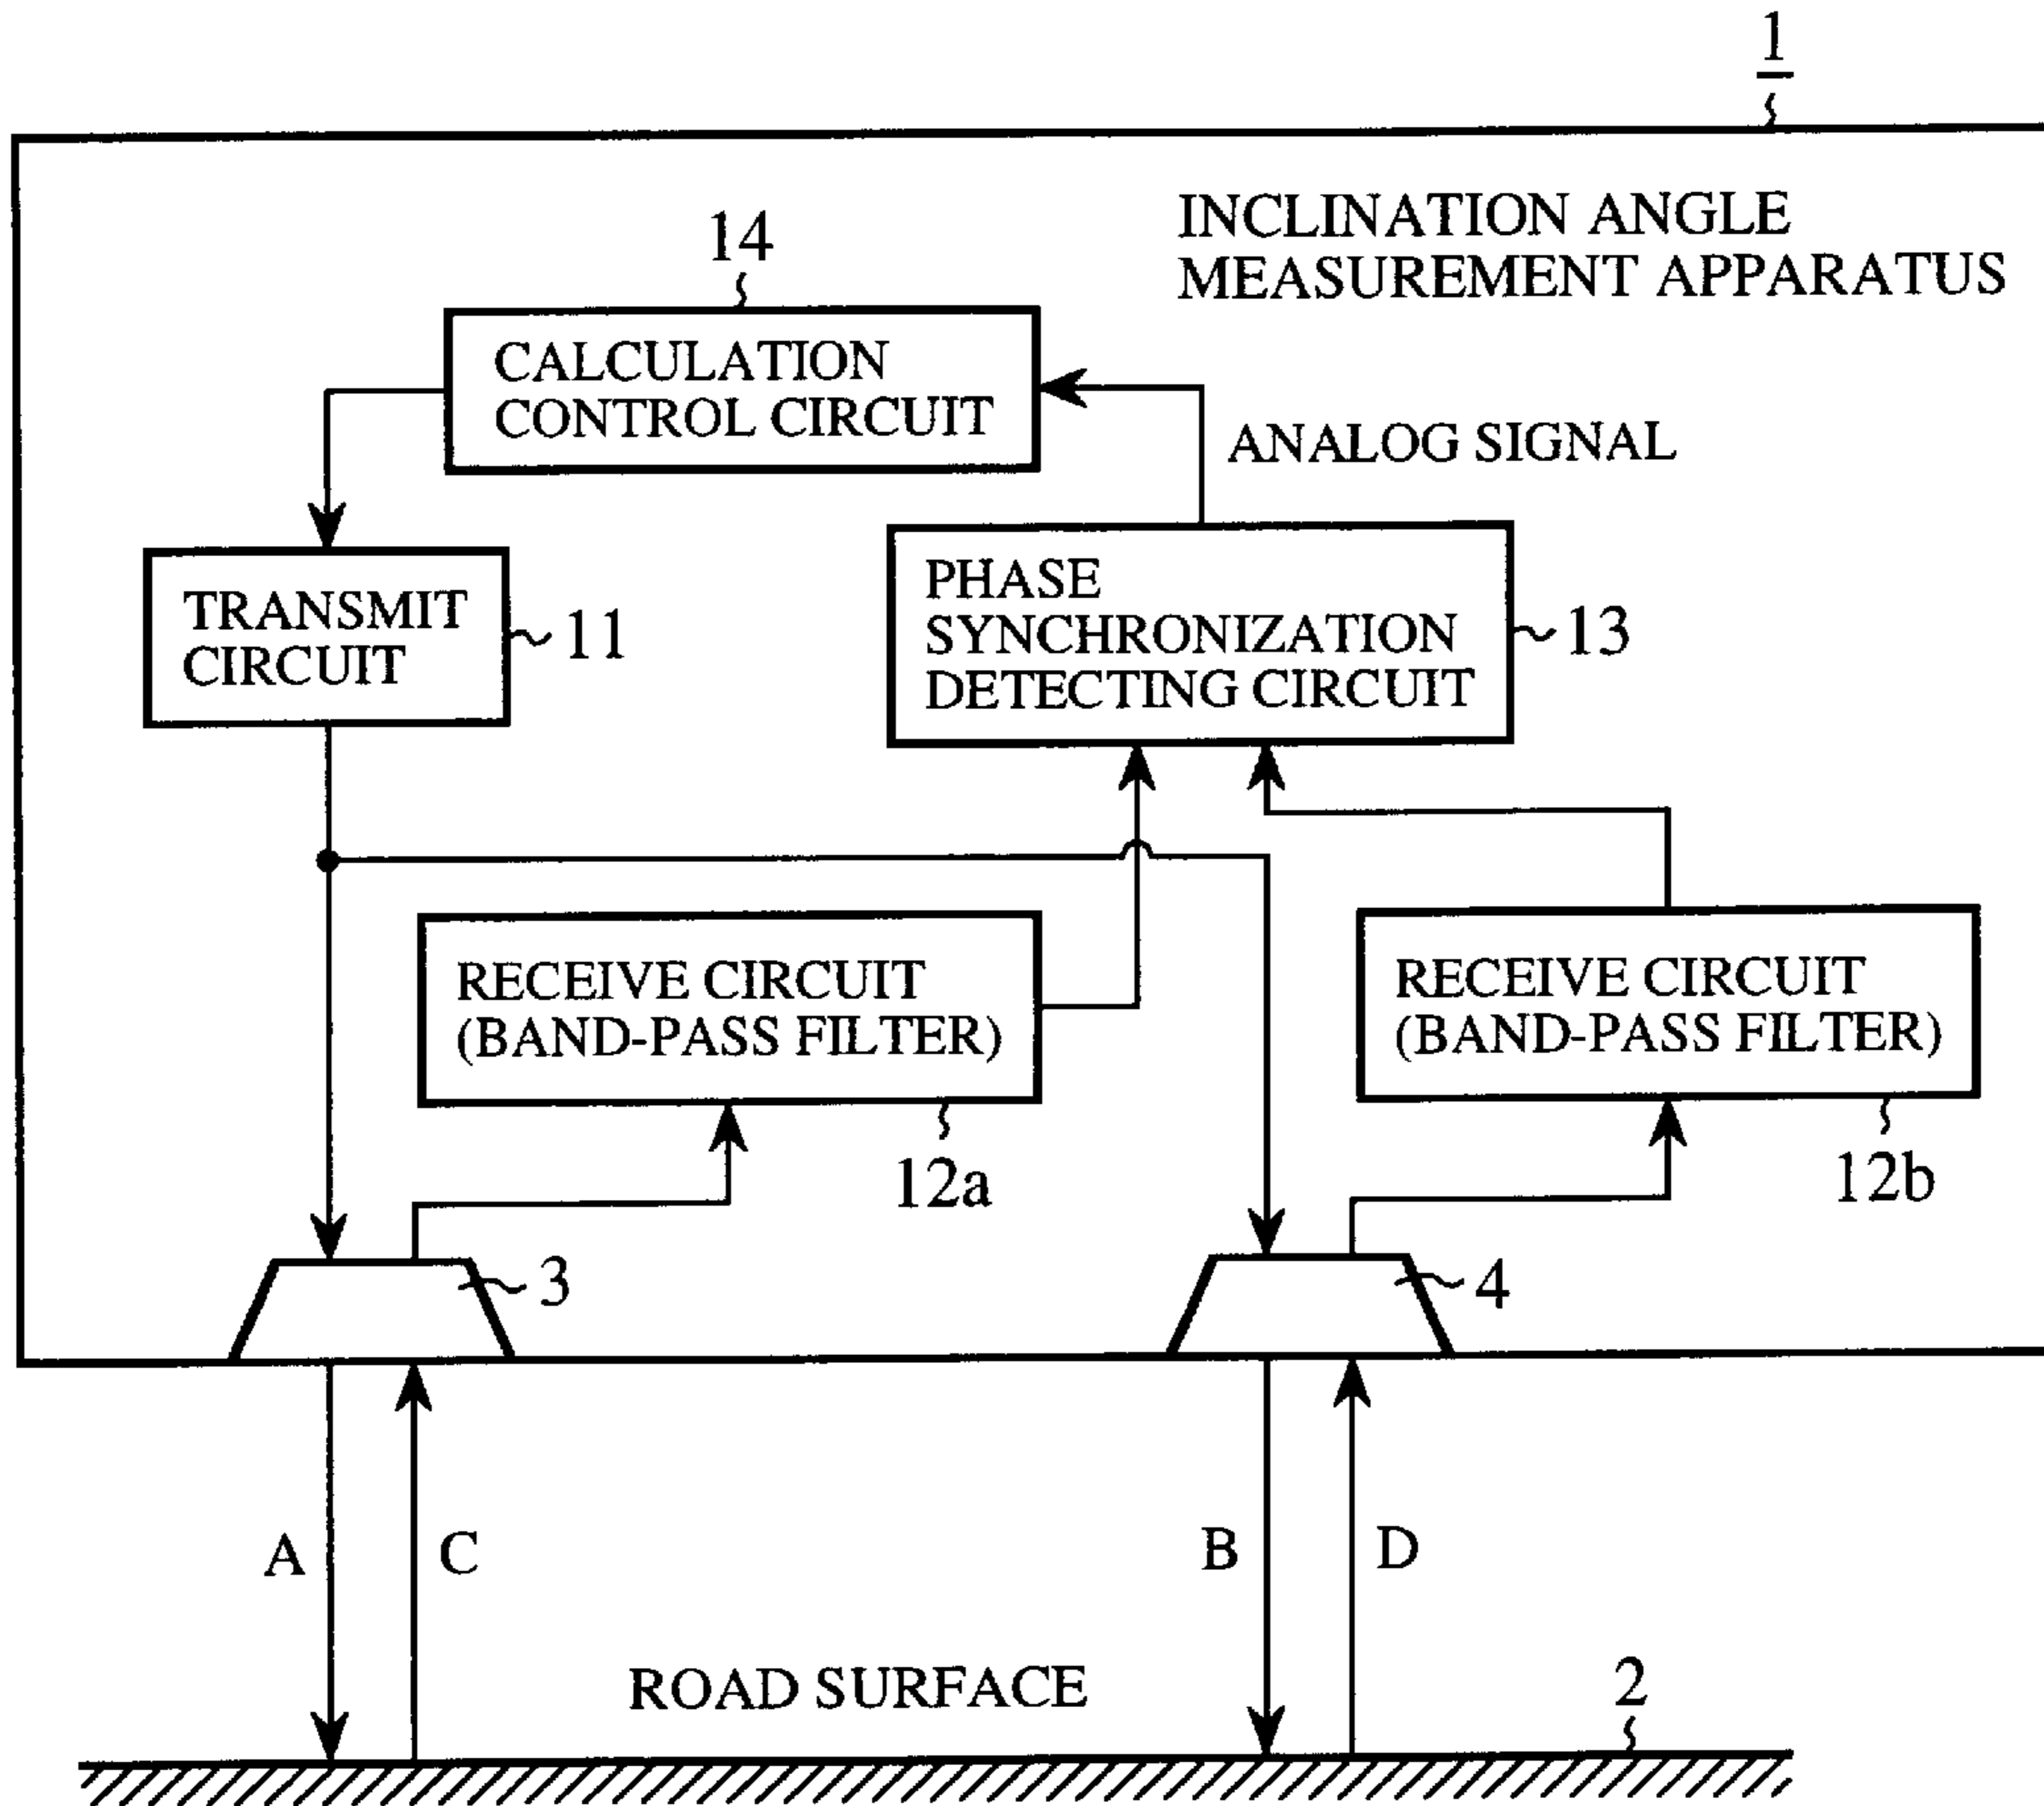 1
INCLINATION ANGLE
MEASUREMENT APPARATUS
14
CALCULATION
CONTROL CIRCUIT
ANALOG SIGNAL
TRANSMIT
CIRCUIT
11
PHASE
SYNCHRONIZATION
DETECTING CIRCUIT
13
RECEIVE CIRCUIT
(BAND-PASS FILTER)
12a
RECEIVE CIRCUIT
(BAND-PASS FILTER)
12b
3
4
A
C
B
D
ROAD SURFACE
2